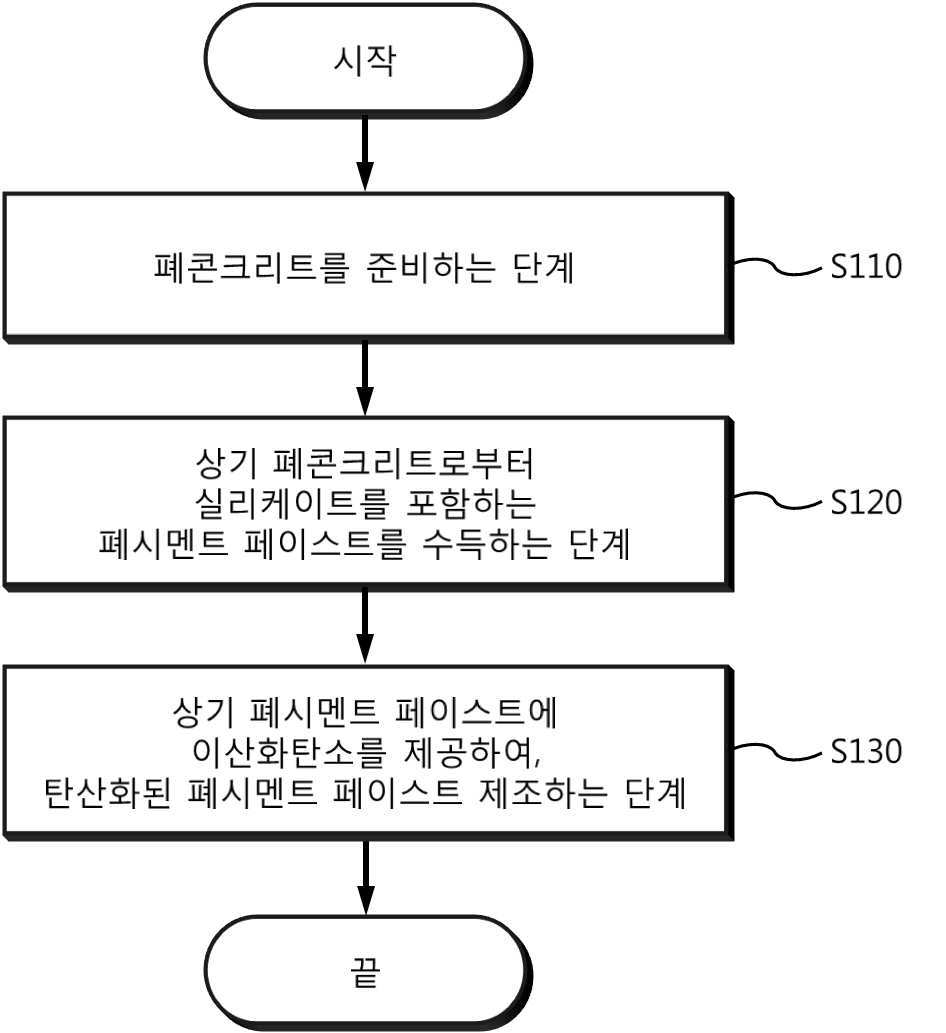 시작
폐콘크리트를 준비하는 단계
S110
상기 폐콘크리트로부터
실리케이트를 포함하는
폐시멘트 페이스트를 수득하는 단계
S120
상기 폐시멘트 페이스트에
이산화탄소를 제공하여,
탄산화된 폐시멘트 페이스트 제조하는 단계
S130
끝